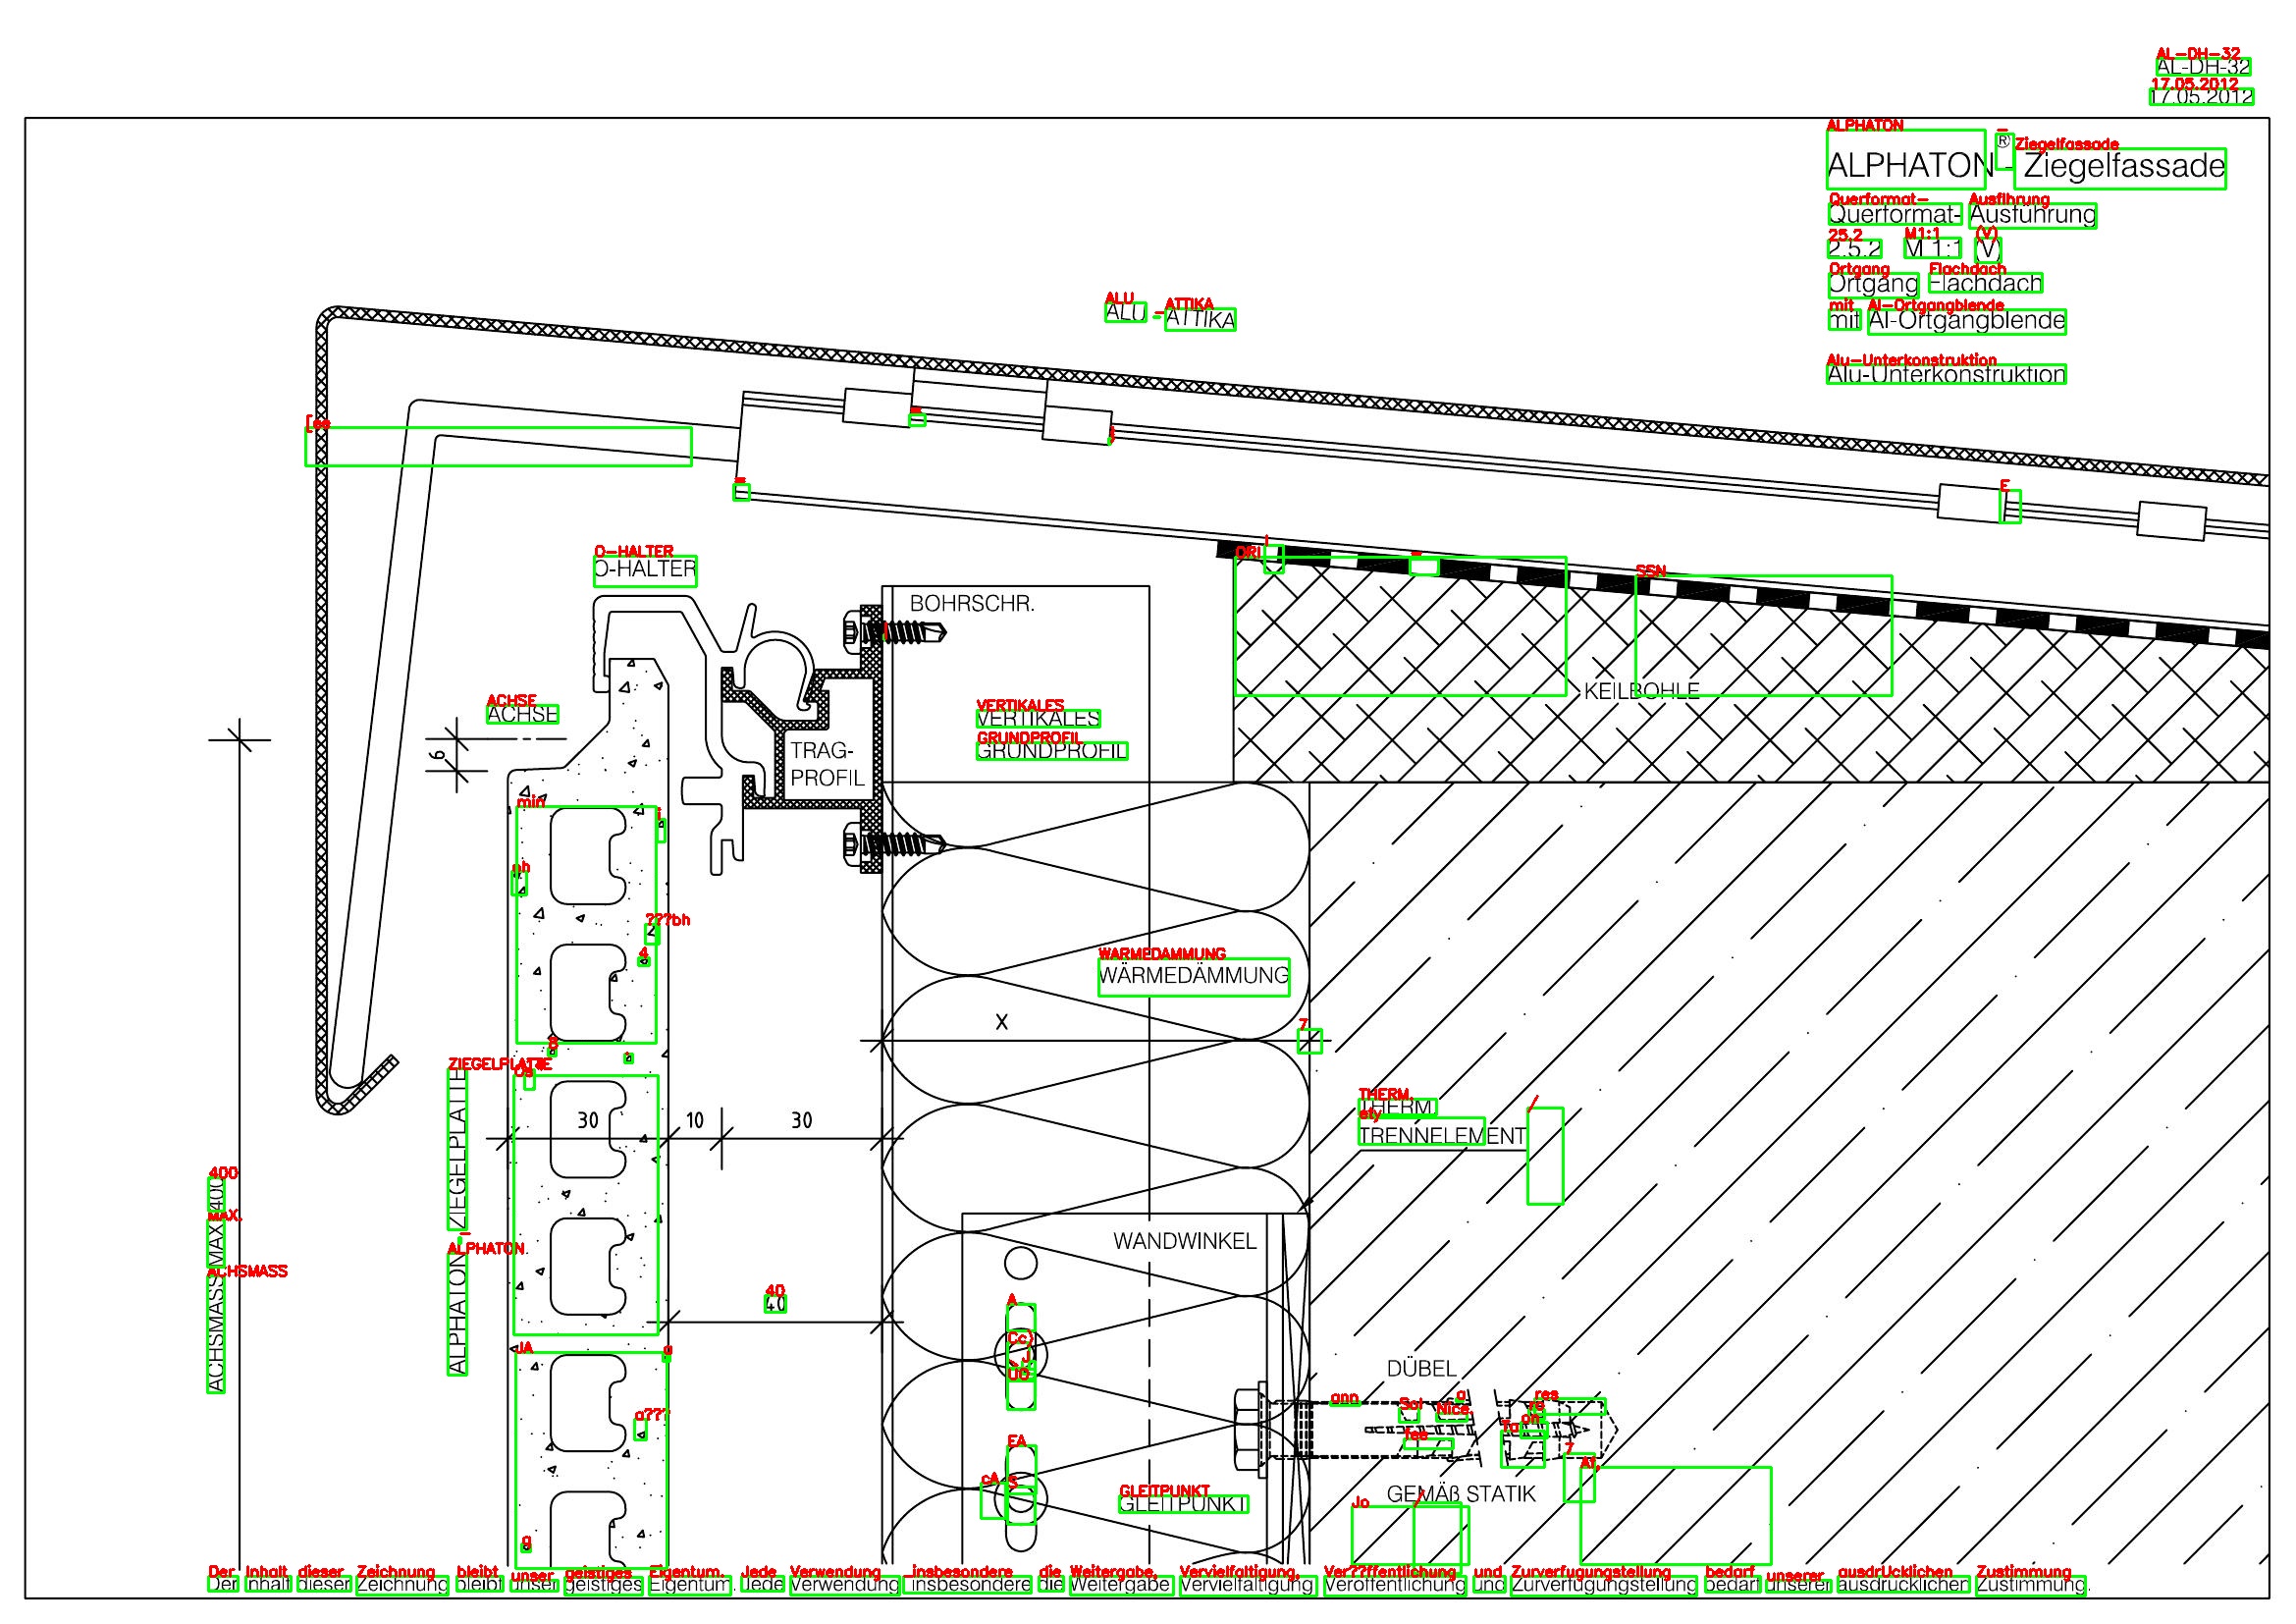 AL-DH-32
17.05.2012
ALPHATON® - Ziegelfassade
Querformat-Ausführung
2.5.2 M 1:1 (V)
Ortgang Flachdach
mit Al-Ortgangblende
Alu-Unterkonstruktion
ALU - ATTIKA
O-HALTER
BOHRSCHR.
KEILBOHLE
ACHSE
VERTIKALES
GRUNDPROFIL
TRAG-
PROFIL
6
WÄRMEDÄMMUNG
X
30 10 30
THERM.
TRENNELEMENT
ALPHATON - ZIEGELPLATTE
ACHSMASS MAX. 400
WANDWINKEL
40
DÜBEL
GLEITPUNKT
GEMÄß STATIK
Der Inhalt dieser Zeichnung bleibt unser geistiges Eigentum. Jede Verwendung, insbesondere die Weitergabe, Vervielfältigung, Veröffentlichung und Zurverfügungstellung bedarf unserer ausdrücklichen Zustimmung.